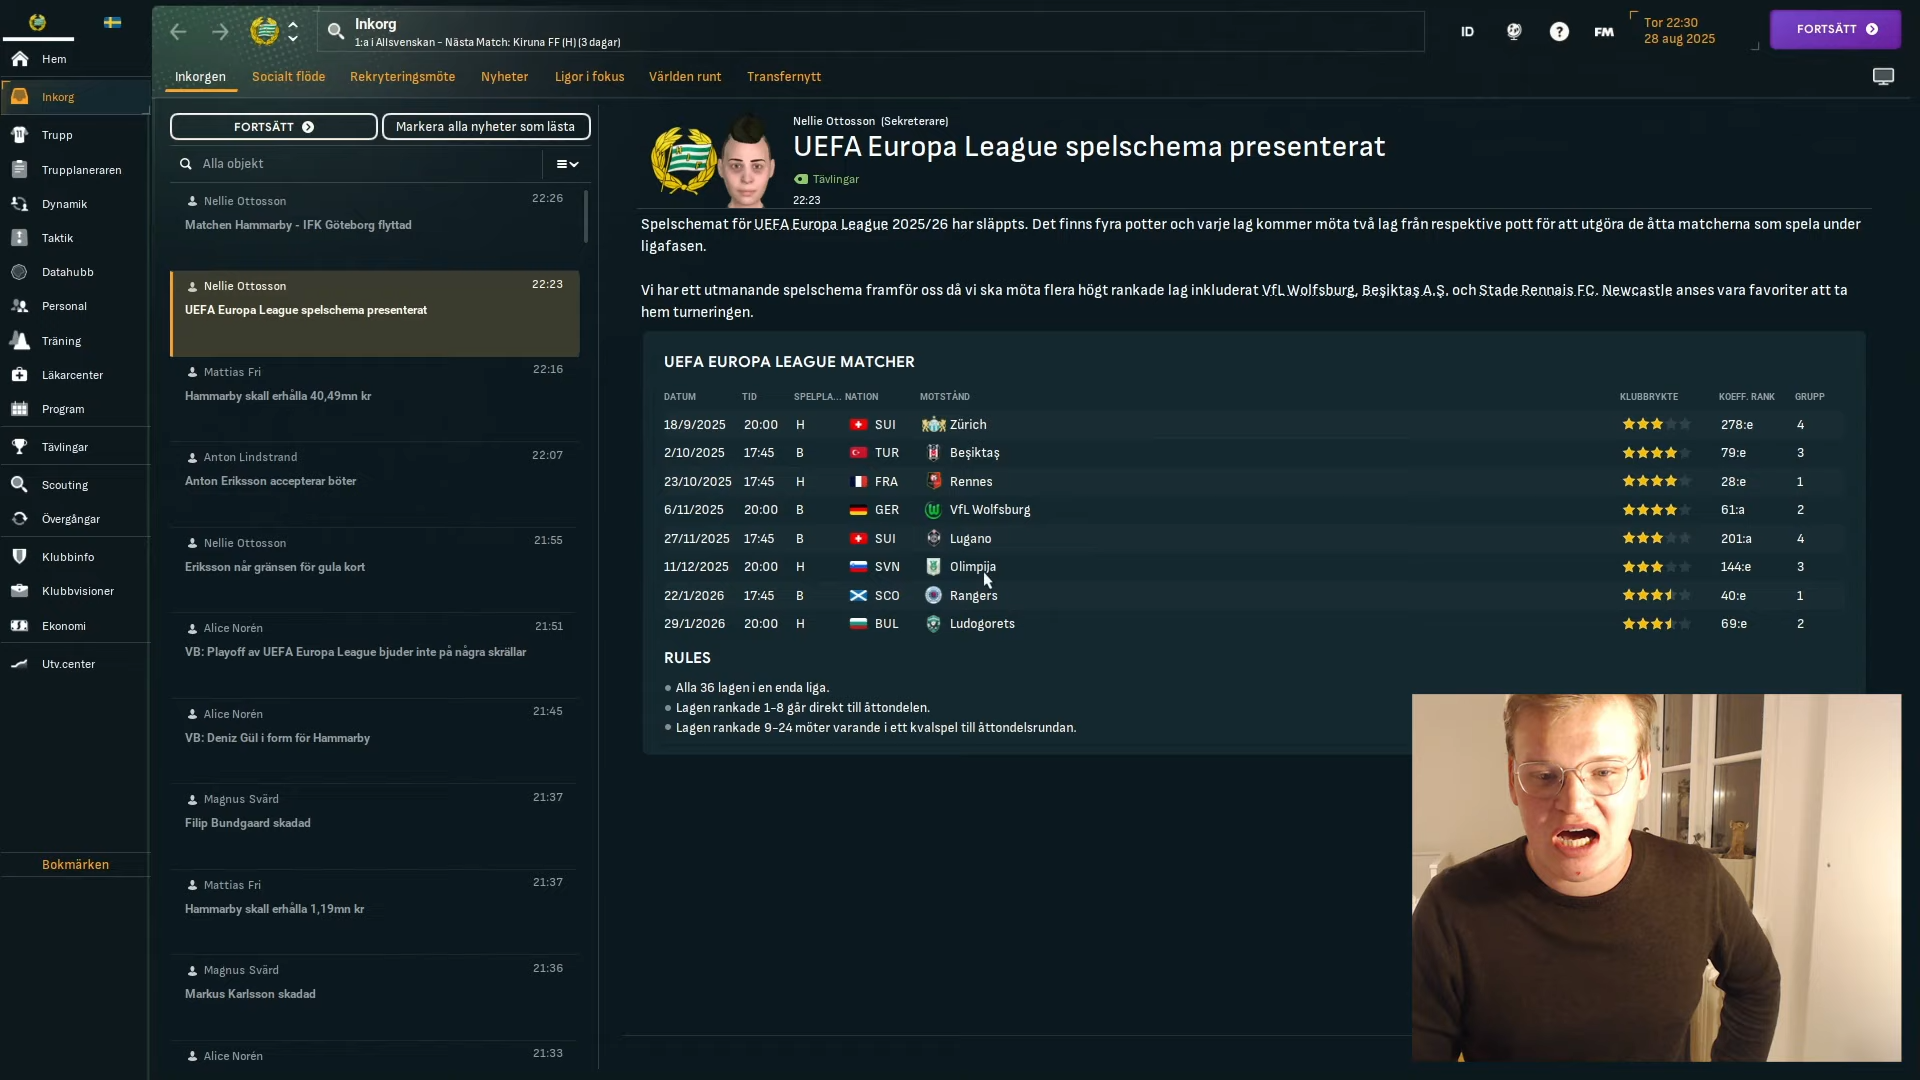 Inkorg
1:a i Allsvenskan - Nästa Match: Kiruna FF (H) (3 dagar)
ID
FM
Tor 22:30
28 aug 2025
FORTSÄTT
Hem
Inkorg
Trupp
Trupplaneraren
Dynamik
Taktik
Datahubb
Personal
Träning
Läkarcenter
Program
Tävlingar
Scouting
Övergångar
Klubbinfo
Klubbvisioner
Ekonomi
Utv.center
Bokmärken
Inkorgen Socialt flöde Rekryteringsmöte Nyheter Ligor i fokus Världen runt Transfernytt
FORTSÄTT
Markera alla nyheter som lästa
Alla objekt
Nellie Ottosson 22:26
Matchen Hammarby - IFK Göteborg flyttad
Nellie Ottosson 22:23
UEFA Europa League spelschema presenterat
Mattias Fri 22:16
Hammarby skall erhålla 40,49mn kr
Anton Lindstrand 22:07
Anton Eriksson accepterar böter
Nellie Ottosson 21:55
Eriksson når gränsen för gula kort
Alice Norén 21:51
VB: Playoff av UEFA Europa League bjuder inte på några skrällar
Alice Norén 21:45
VB: Deniz Gül i form för Hammarby
Magnus Svärd 21:37
Filip Bundgaard skadad
Mattias Fri 21:37
Hammarby skall erhålla 1,19mn kr
Magnus Svärd 21:36
Markus Karlsson skadad
Alice Norén 21:33
Nellie Ottosson (Sekreterare)
UEFA Europa League spelschema presenterat
Tävlingar
22:23
Spelschemat för UEFA Europa League 2025/26 har släppts. Det finns fyra potter och varje lag kommer möta två lag från respektive pott för att utgöra de åtta matcherna som spela under
ligafasen.
Vi har ett utmanande spelschema framför oss då vi ska möta flera högt rankade lag inkluderat VfL Wolfsburg, Beşiktaş A.Ş. och Stade Rennais FC. Newcastle anses vara favoriter att ta
hem turneringen.
UEFA EUROPA LEAGUE MATCHER
DATUM TID SPELPLA... NATION MOTSTÅND KLUBBRYKTE KOEFF. RANK GRUPP
18/9/2025 20:00 H SUI Zürich 278:e 4
2/10/2025 17:45 B TUR Beşiktaş 79:e 3
23/10/2025 17:45 H FRA Rennes 28:e 1
6/11/2025 20:00 B GER VfL Wolfsburg 61:a 2
27/11/2025 17:45 B SUI Lugano 201:a 4
11/12/2025 20:00 H SVN Olimpija 144:e 3
22/1/2026 17:45 B SCO Rangers 40:e 1
29/1/2026 20:00 H BUL Ludogorets 69:e 2
RULES
Alla 36 lagen i en enda liga.
Lagen rankade 1-8 går direkt till åttondelen.
Lagen rankade 9-24 möter varande i ett kvalspel till åttondelsrundan.